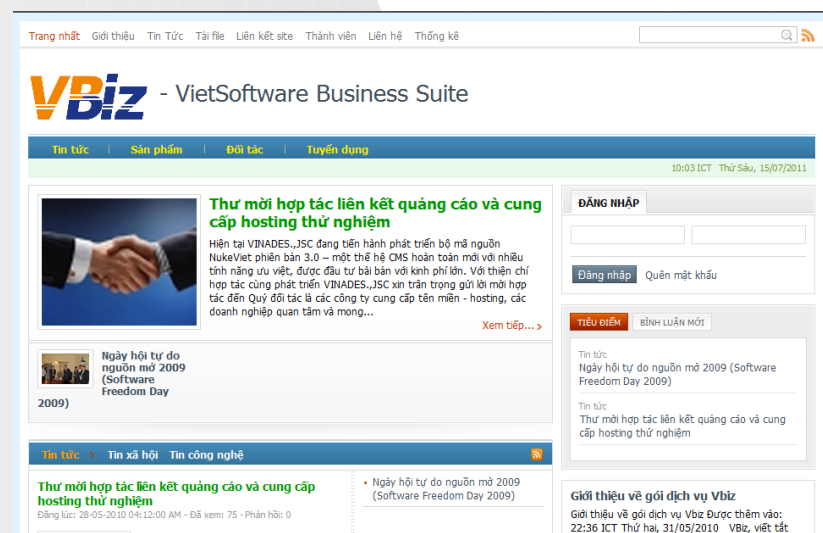 Trang nhất Giới thiệu Tin Tức Tài file Liên kết site Thành viên Liên hệ Thống kê
VBiz - VietSoftware Business Suite
Tin tức Sản phẩm Đối tác Tuyển dụng
10:03 ICT Thứ Sáu, 15/07/2011
Thư mời hợp tác liên kết quảng cáo và cung
cấp hosting thử nghiệm
Hiện tại VINADES.,JSC đang tiến hành phát triển bộ mã nguồn
NukeViet phiên bản 3.0 – một thế hệ CMS hoàn toàn mới với nhiều
tính năng ưu việt, được đầu tư bài bản với kinh phí lớn. Với thiện chí
hợp tác cùng phát triển VINADES.,JSC xin trân trọng gửi lời mời hợp
tác đến Quý đối tác là các công ty cung cấp tên miền - hosting, các
doanh nghiệp quan tâm và mong...
Xem tiếp...»
Ngày hội tự do
nguồn mở 2009
(Software
Freedom Day
2009)
ĐĂNG NHẬP
Đăng nhập Quên mật khẩu
TIÊU ĐIỂM BÌNH LUẬN MỚI
Tin tức
Ngày hội tự do nguồn mở 2009 (Software
Freedom Day 2009)
Tin tức
Thư mời hợp tác liên kết quảng cáo và cung
cấp hosting thử nghiệm
Tin tức Tin xã hội Tin công nghệ
Thư mời hợp tác liên kết quảng cáo và cung cấp
hosting thử nghiệm
Đăng lúc: 28-05-2010 04:12:00 AM - Đã xem: 75 - Phản hồi: 0
Ngày hội tự do nguồn mở 2009
(Software Freedom Day 2009)
Giới thiệu về gói dịch vụ Vbiz
Giới thiệu về gói dịch vụ Vbiz Được thêm vào:
22:36 ICT Thứ hai, 31/05/2010 VBiz, viết tắt